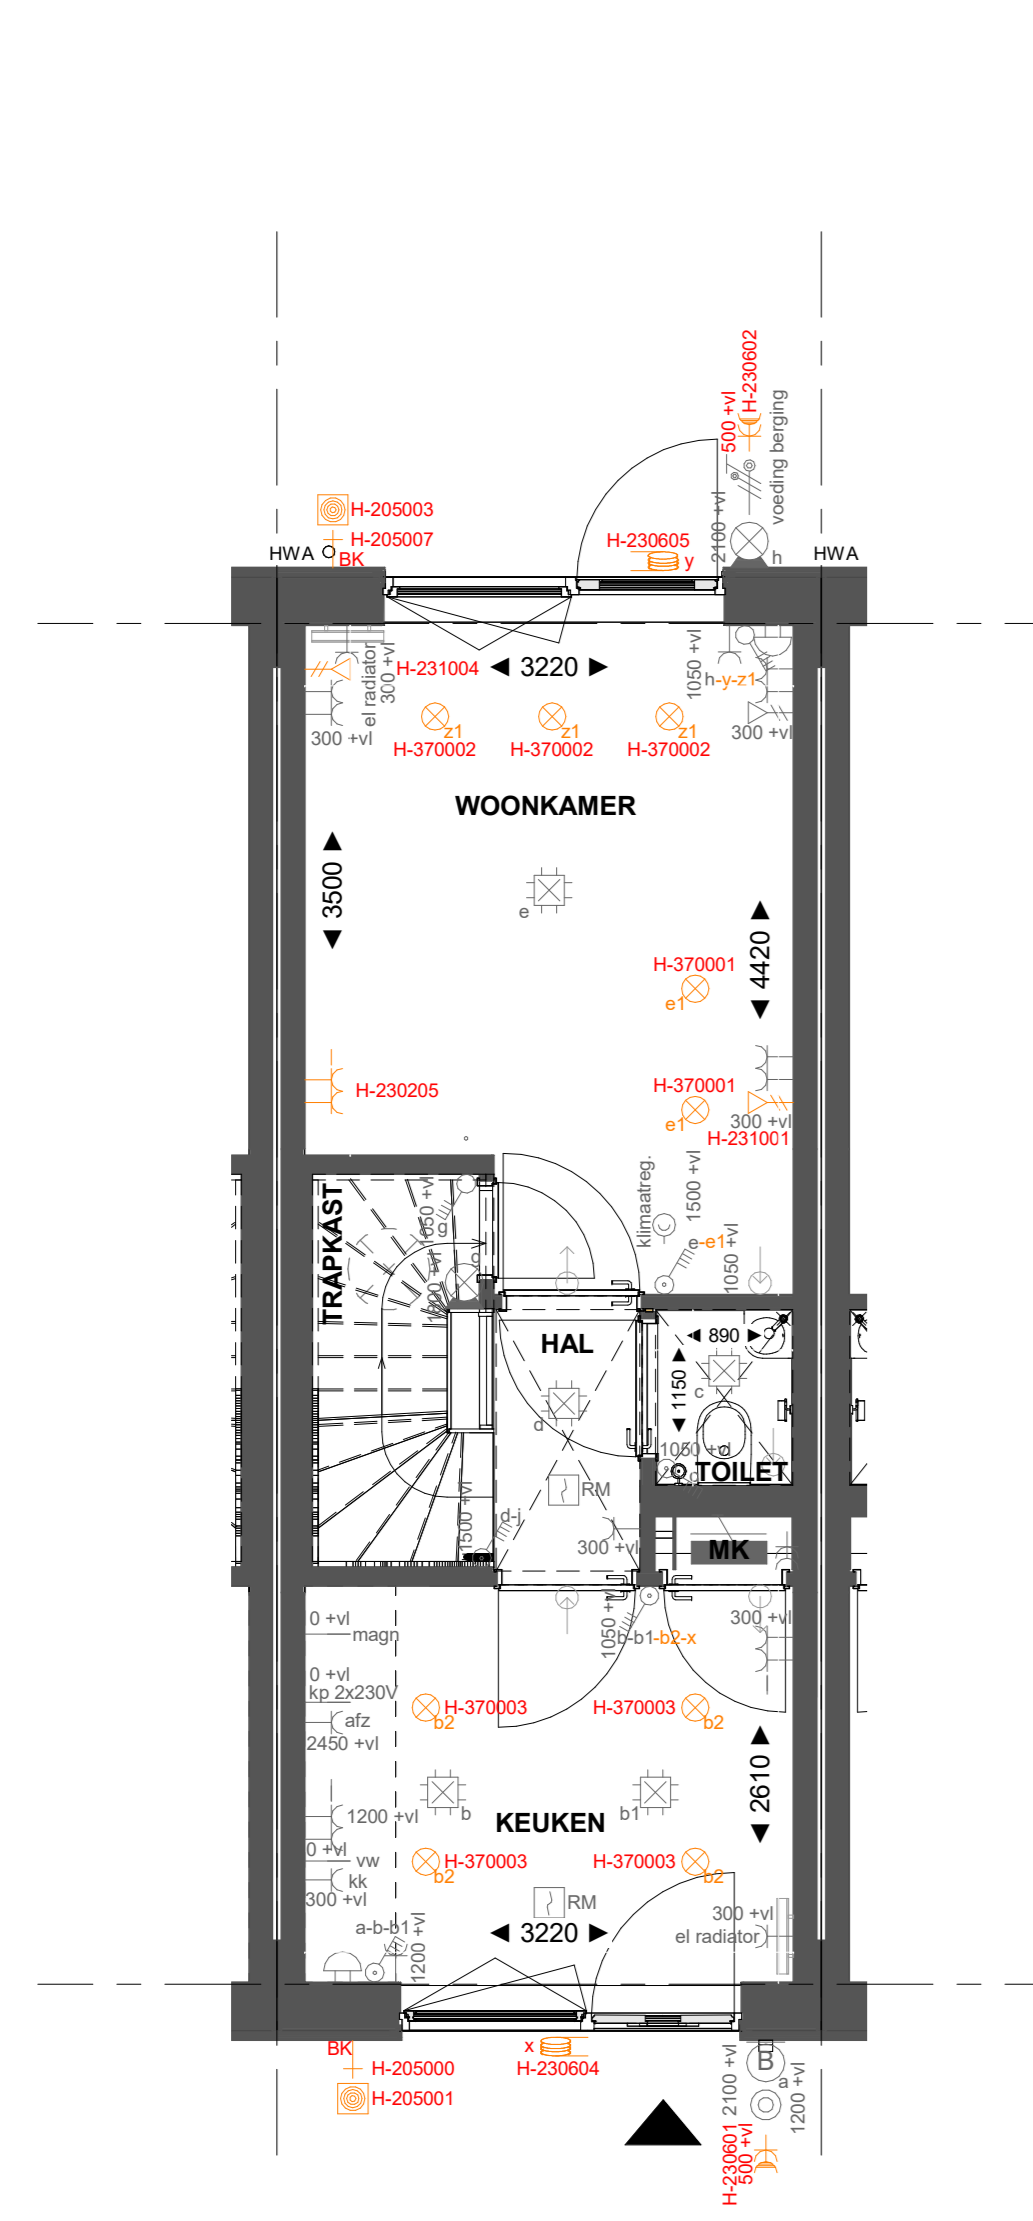 H-230602
500 +vl
voeding berging
2100 +vl
h
H-205003
H-205007
HWA
BK
H-230605
y
HWA
el radiator
300 +vl
H-231004
3220
1050 +vl
h-y-z1
300 +vl
300 +vl
z1
z1
z1
H-370002
H-370002
H-370002
WOONKAMER
3500
e
4420
H-370001
e1
H-230205
H-370001
e1
300 +vl
H-231001
TRAPKAST
1050 +vl
g
klimaatreg.
1500 +vl
e-e1
1050 +vl
HAL
890
1150
c
d
1050 +vl
TOILET
RM
1500 +vl
d-j
300 +vl
MK
0 +vl
magn
1050 +vl
b-b1-b2-x
300 +vl
0 +vl
kp 2x230V
afz
2450 +vl
H-370003
b2
H-370003
b2
2610
b
b1
1200 +vl
KEUKEN
0 +vl
vw
kk
300 +vl
H-370003
b2
H-370003
b2
RM
a-b-b1
1200 +vl
3220
300 +vl
el radiator
BK
H-205000
H-205001
x
H-230604
B
a
2100 +vl
1200 +vl
H-230601
500 +vl